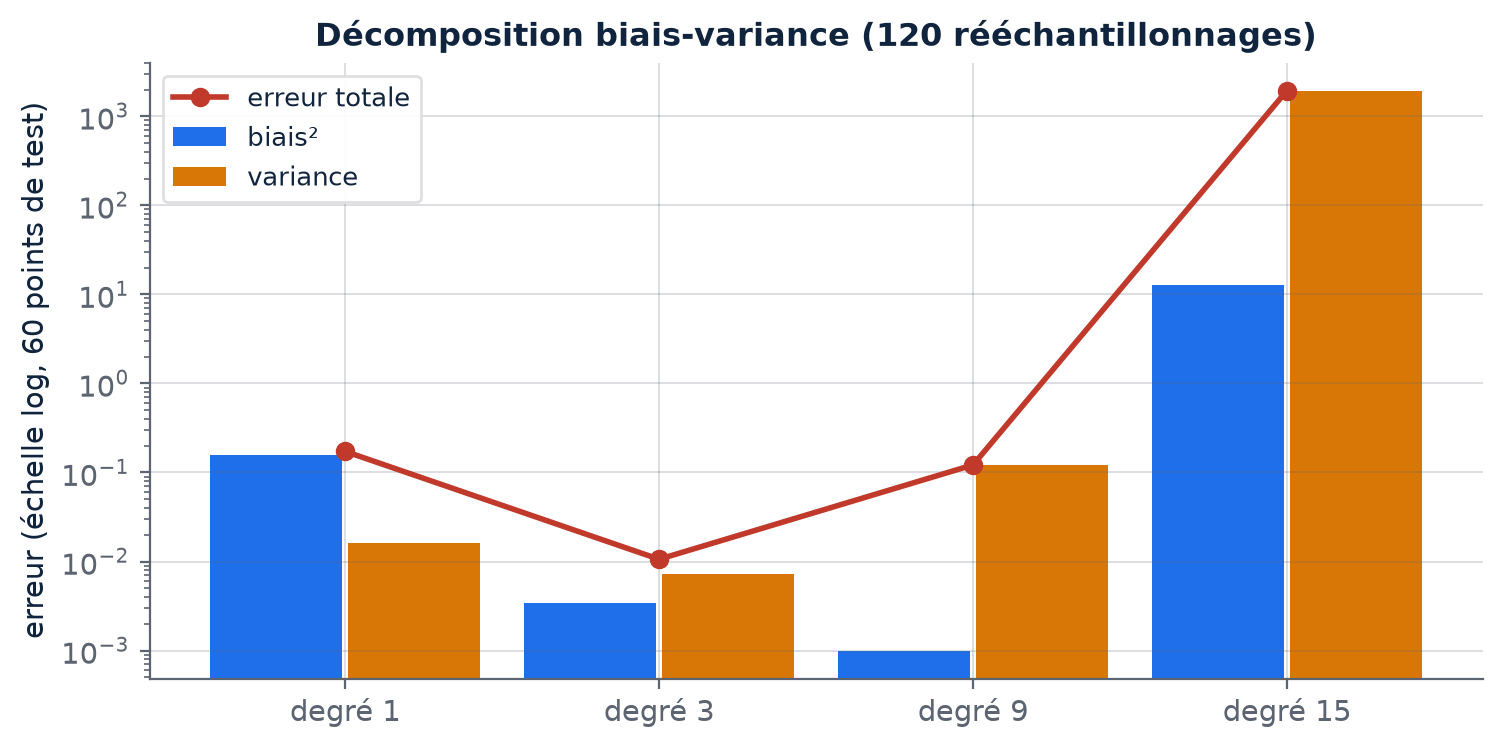 Décomposition biais-variance (120 rééchantillonnages)
erreur (échelle log, 60 points de test)
erreur totale
biais²
variance
10³
10²
10¹
10⁰
10⁻¹
10⁻²
10⁻³
degré 1
degré 3
degré 9
degré 15